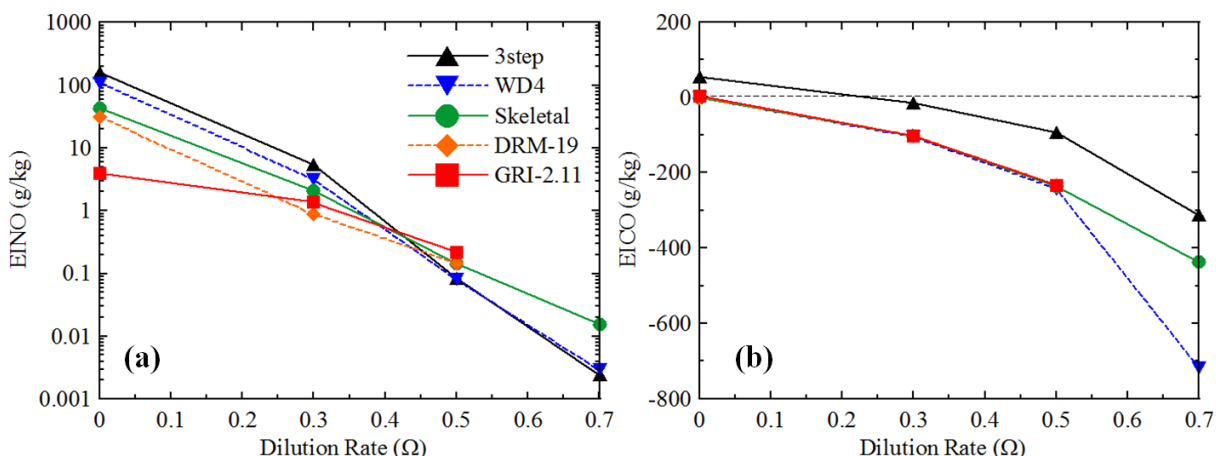 1000
100
10
1
0.1
0.01
0.001
EINO (g/kg)
3step
WD4
Skeletal
DRM-19
GRI-2.11
(a)
0 0.1 0.2 0.3 0.4 0.5 0.6 0.7
Dilution Rate (Ω)
200
0
-200
-400
-600
-800
EICO (g/kg)
(b)
0 0.1 0.2 0.3 0.4 0.5 0.6 0.7
Dilution Rate (Ω)